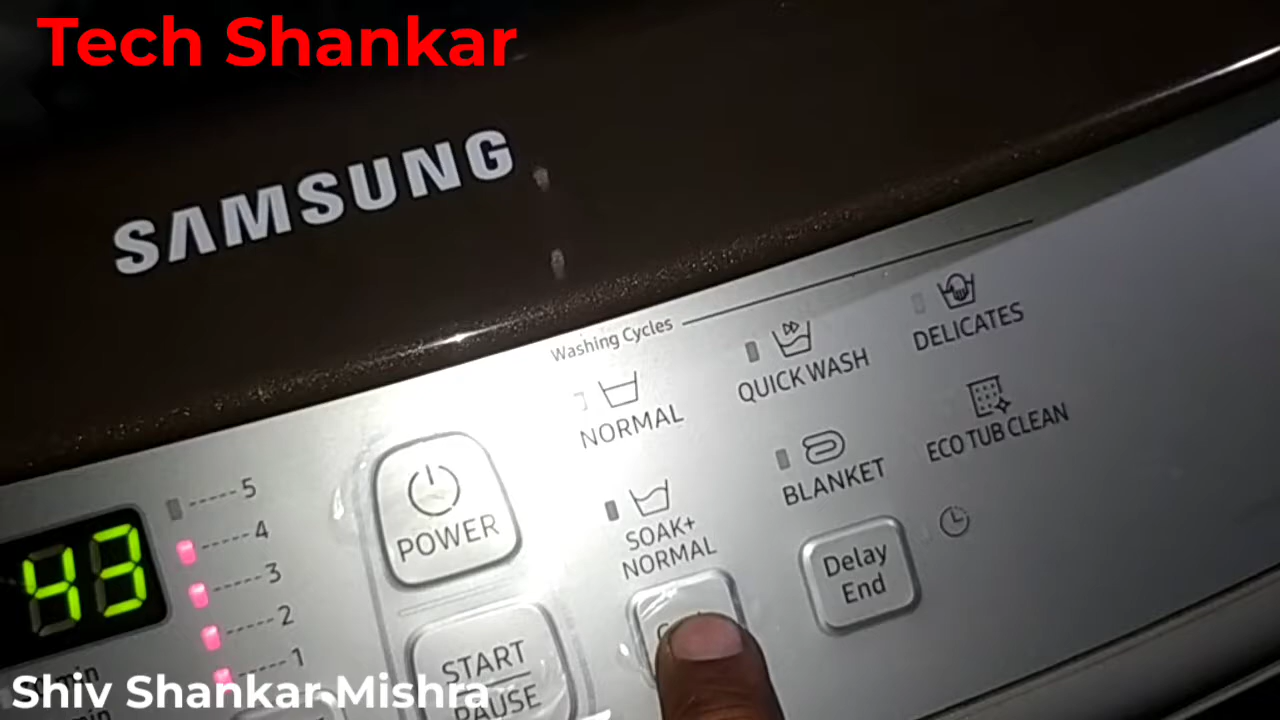 Tech Shankar
SAMSUNG
Washing Cycles
NORMAL
QUICK WASH
DELICATES
SOAK+
NORMAL
BLANKET
ECO TUB CLEAN
POWER
START
PAUSE
Delay
End
43
5
4
3
2
1
min
Shiv Shankar Mishra